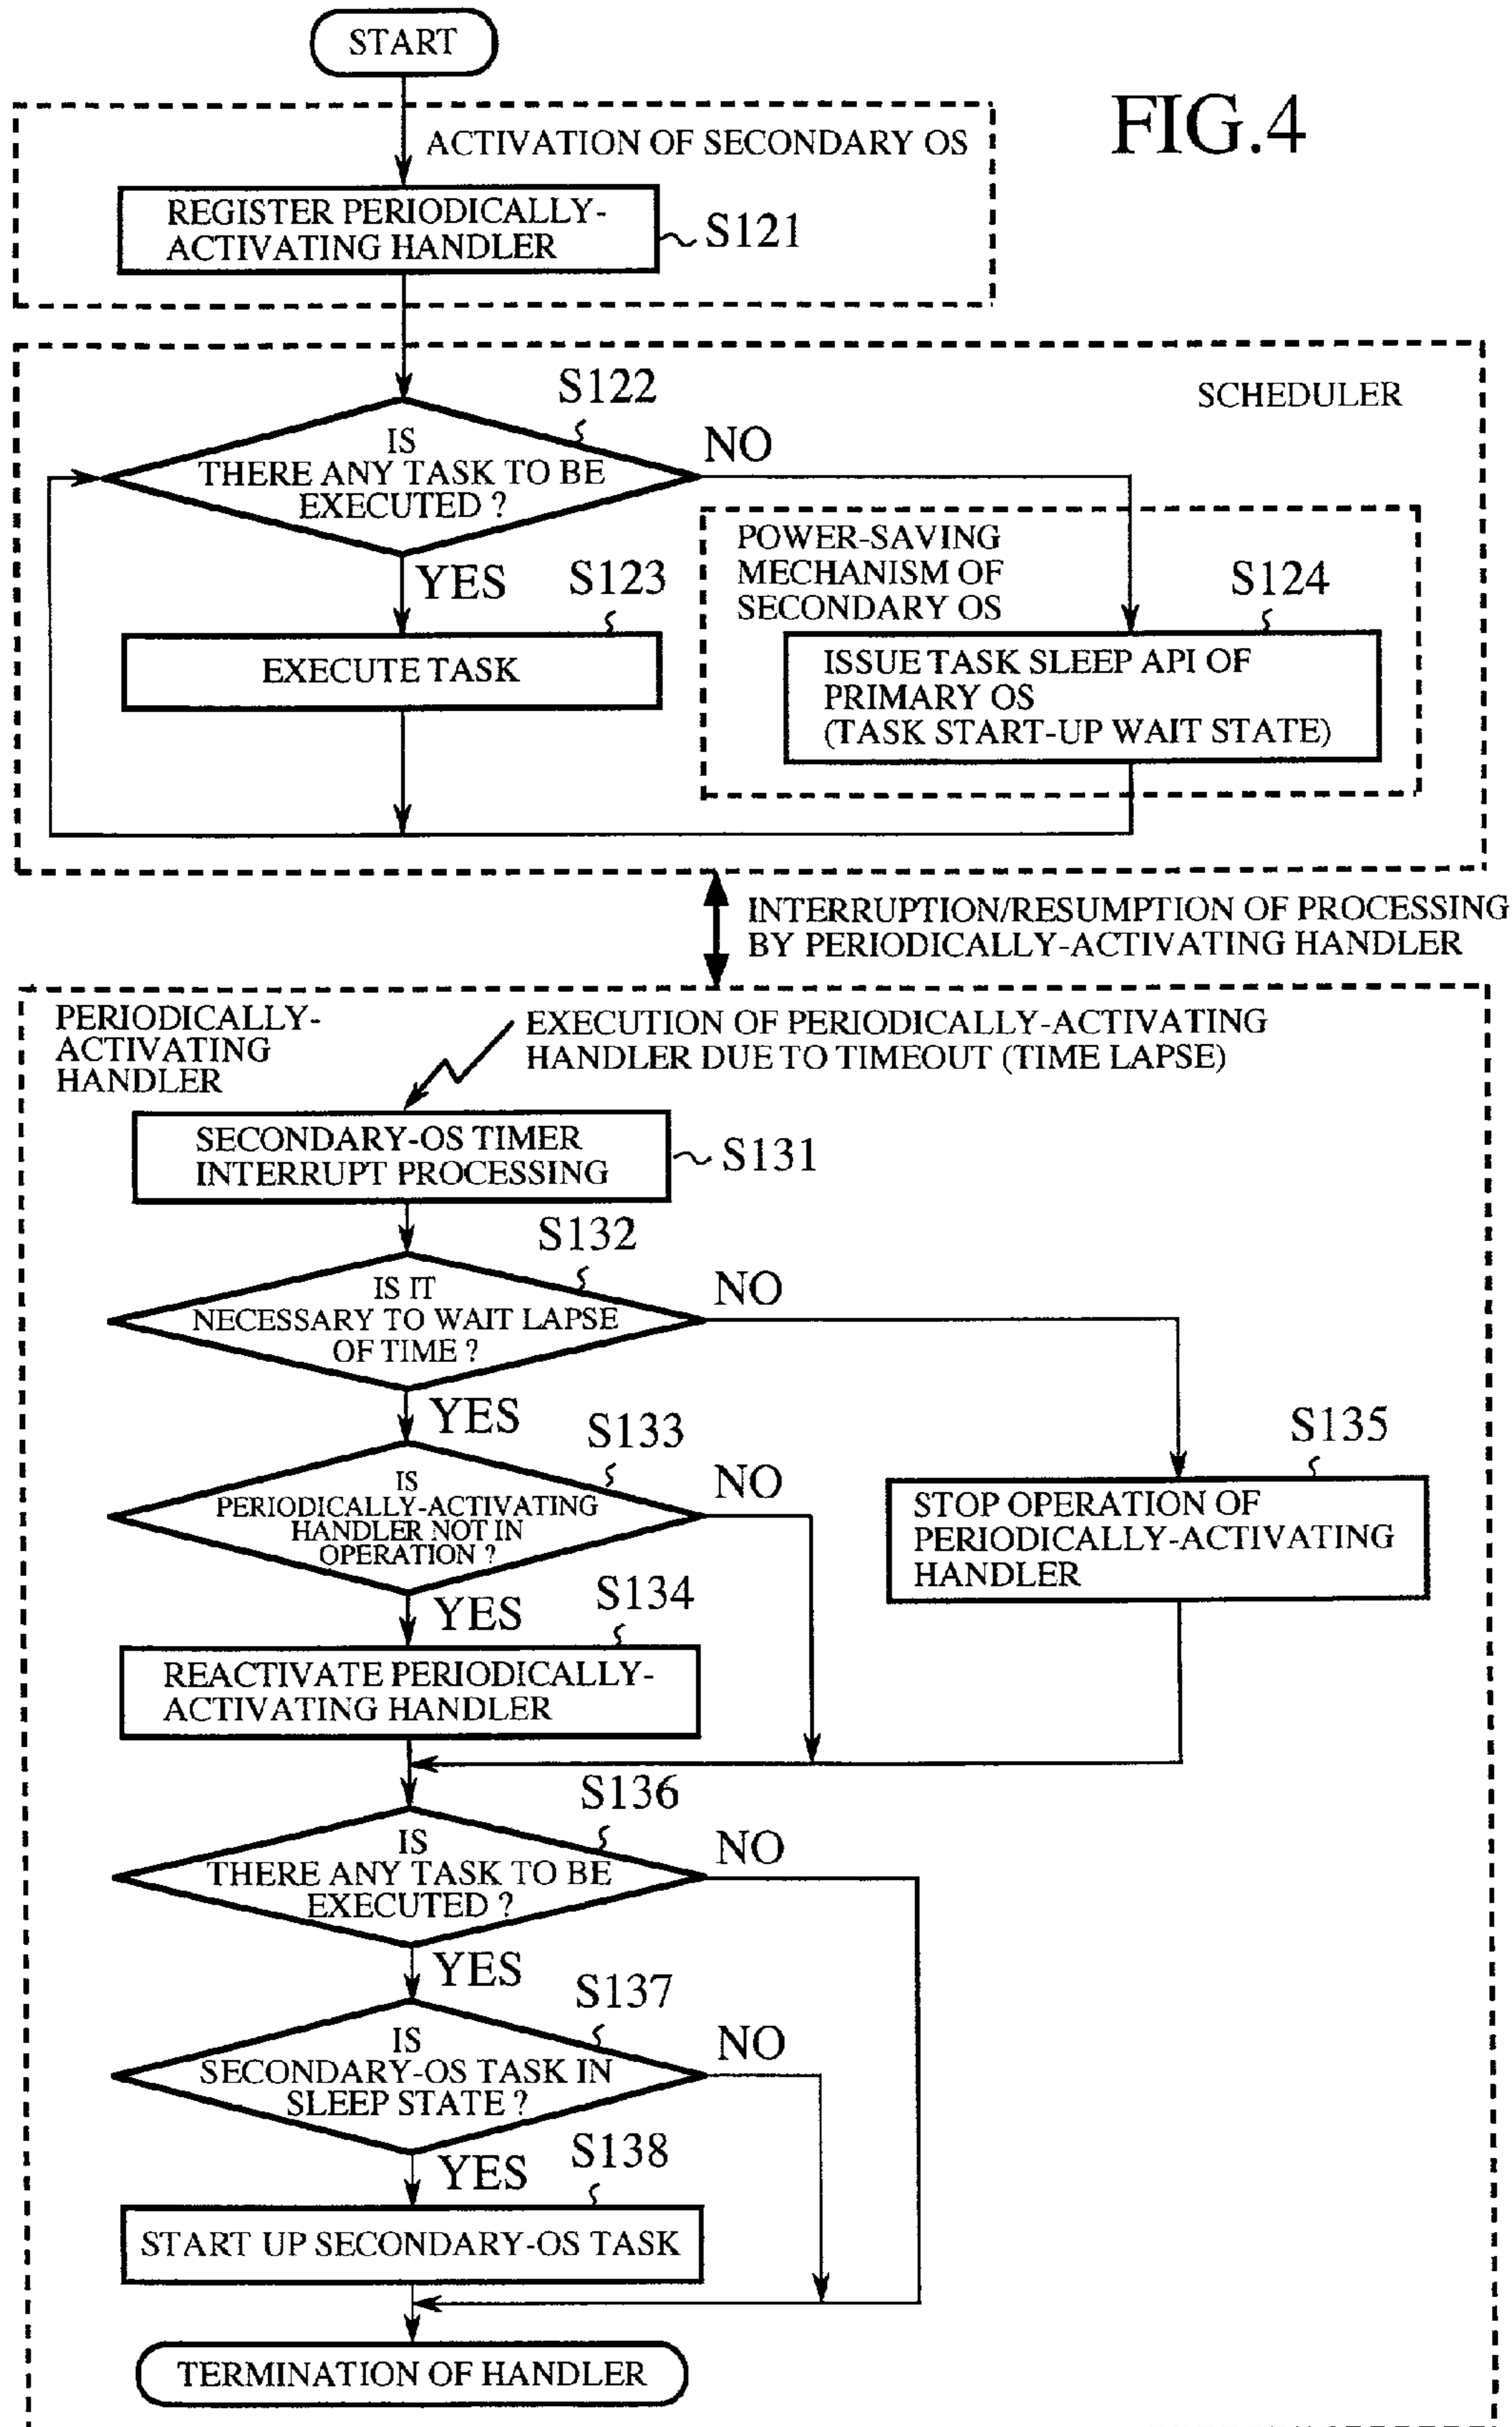 START
FIG.4
ACTIVATION OF SECONDARY OS
REGISTER PERIODICALLY-
ACTIVATING HANDLER
S121
SCHEDULER
S122
IS
THERE ANY TASK TO BE
EXECUTED ?
NO
YES
S123
EXECUTE TASK
POWER-SAVING
MECHANISM OF
SECONDARY OS
S124
ISSUE TASK SLEEP API OF
PRIMARY OS
(TASK START-UP WAIT STATE)
INTERRUPTION/RESUMPTION OF PROCESSING
BY PERIODICALLY-ACTIVATING HANDLER
PERIODICALLY-
ACTIVATING
HANDLER
EXECUTION OF PERIODICALLY-ACTIVATING
HANDLER DUE TO TIMEOUT (TIME LAPSE)
SECONDARY-OS TIMER
INTERRUPT PROCESSING
S131
S132
IS IT
NECESSARY TO WAIT LAPSE
OF TIME ?
NO
YES
S133
IS
PERIODICALLY-ACTIVATING
HANDLER NOT IN
OPERATION ?
NO
S135
STOP OPERATION OF
PERIODICALLY-ACTIVATING
HANDLER
YES
S134
REACTIVATE PERIODICALLY-
ACTIVATING HANDLER
S136
IS
THERE ANY TASK TO BE
EXECUTED ?
NO
YES
S137
IS
SECONDARY-OS TASK IN
SLEEP STATE ?
NO
YES
S138
START UP SECONDARY-OS TASK
TERMINATION OF HANDLER